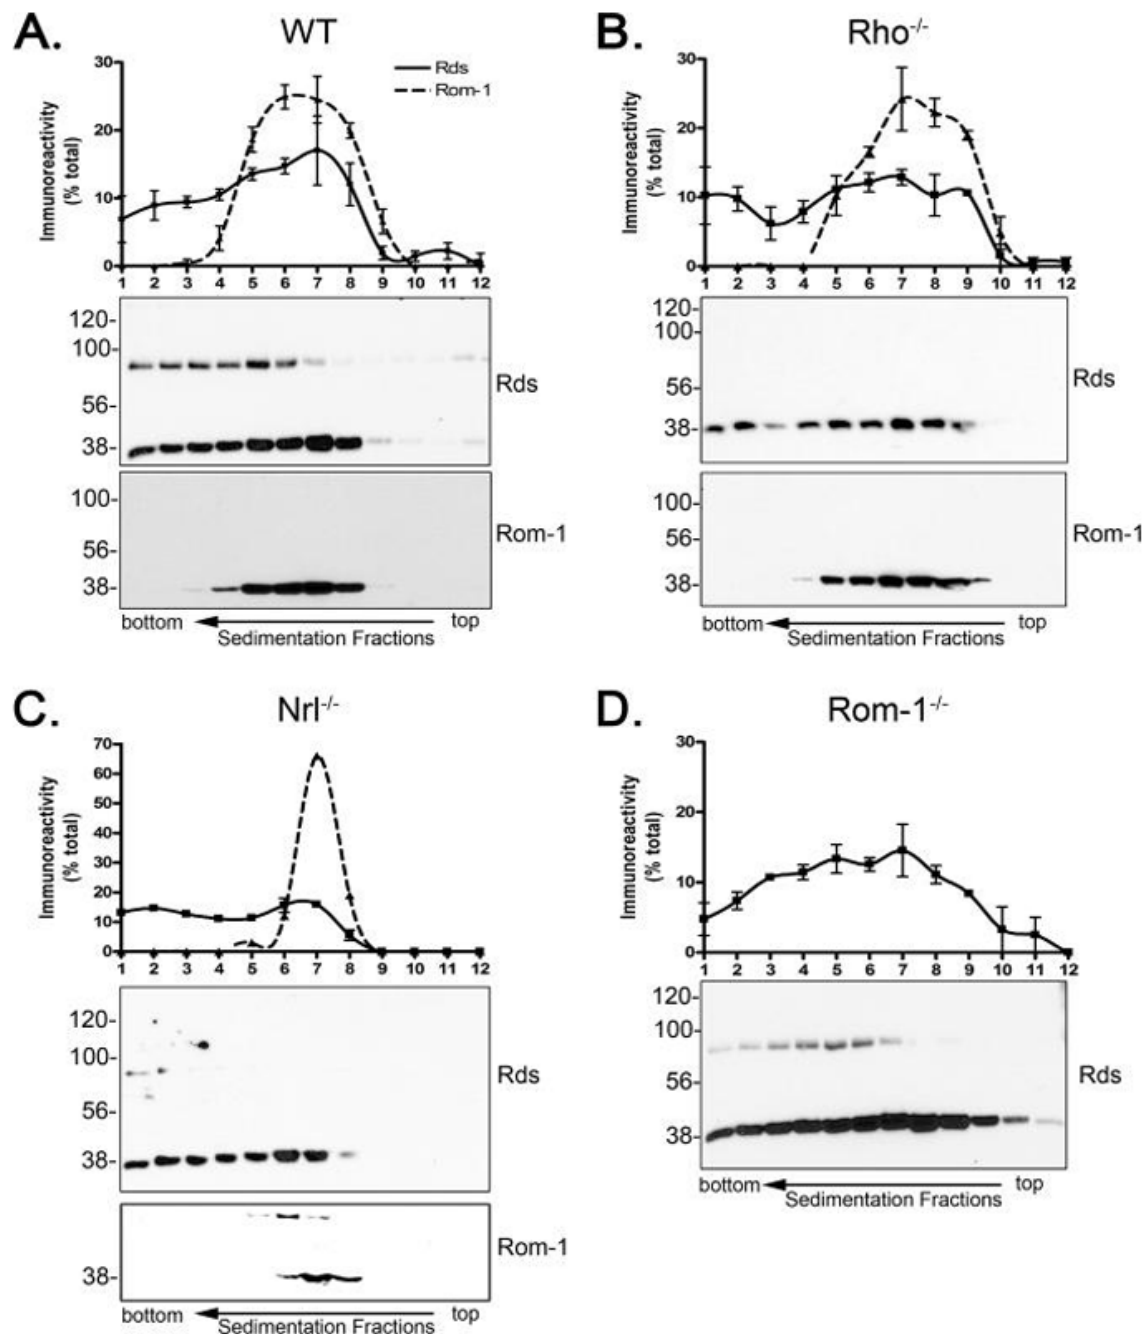 A.
WT
Immunoreactivity
(% total)
30
20
10
0
Rds
Rom-1
1 2 3 4 5 6 7 8 9 10 11 12
120-
100-
56-
38-
Rds
100-
56-
38-
Rom-1
bottom top
Sedimentation Fractions
B.
Rho-/-
Immunoreactivity
(% total)
30
20
10
0
1 2 3 4 5 6 7 8 9 10 11 12
120-
100-
56-
38-
Rds
100-
56-
38-
Rom-1
bottom top
Sedimentation Fractions
C.
Nrl-/-
Immunoreactivity
(% total)
70
60
50
40
30
20
10
0
1 2 3 4 5 6 7 8 9 10 11 12
120-
100-
56-
38-
Rds
38-
Rom-1
bottom top
Sedimentation Fractions
D.
Rom-1-/-
Immunoreactivity
(% total)
30
20
10
0
1 2 3 4 5 6 7 8 9 10 11 12
120-
100-
56-
38-
Rds
bottom top
Sedimentation Fractions